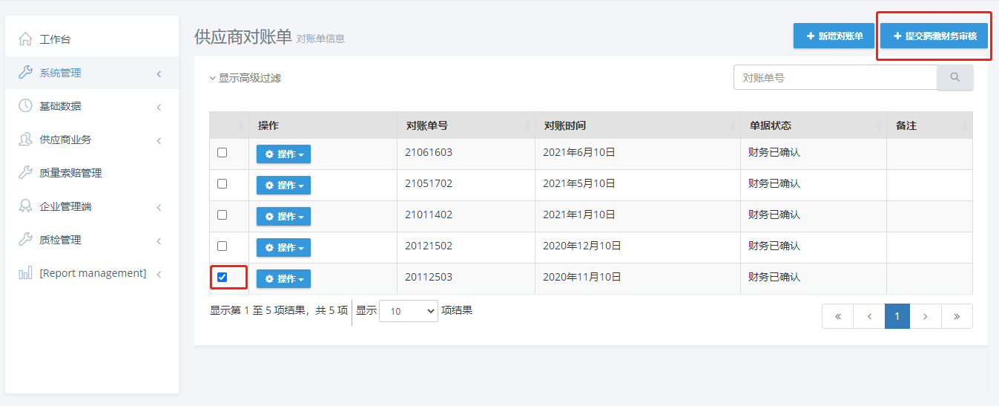 工作台
系统管理
基础数据
供应商业务
质量索赔管理
企业管理端
质检管理
[Report management]
供应商对账单 对账单信息
新增对账单
提交腾驰财务审核
显示高级过滤
对账单号
操作 对账单号 对账时间 单据状态 备注
操作 21061603 2021年6月10日 财务已确认
操作 21051702 2021年5月10日 财务已确认
操作 21011402 2021年1月10日 财务已确认
操作 20121502 2020年12月10日 财务已确认
操作 20112503 2020年11月10日 财务已确认
显示第 1 至 5 项结果，共 5 项 显示 10 项结果
« ‹ 1 › »